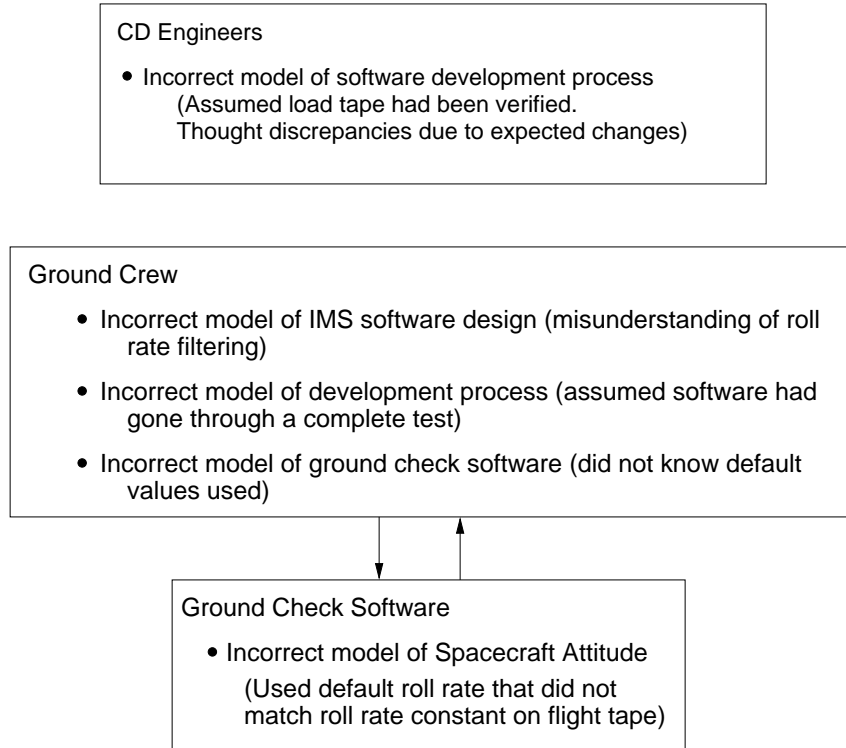 CD Engineers
• Incorrect model of software development process
(Assumed load tape had been verified.
Thought discrepancies due to expected changes)
Ground Crew
• Incorrect model of IMS software design (misunderstanding of roll
rate filtering)
• Incorrect model of development process (assumed software had
gone through a complete test)
• Incorrect model of ground check software (did not know default
values used)
Ground Check Software
• Incorrect model of Spacecraft Attitude
(Used default roll rate that did not
match roll rate constant on flight tape)